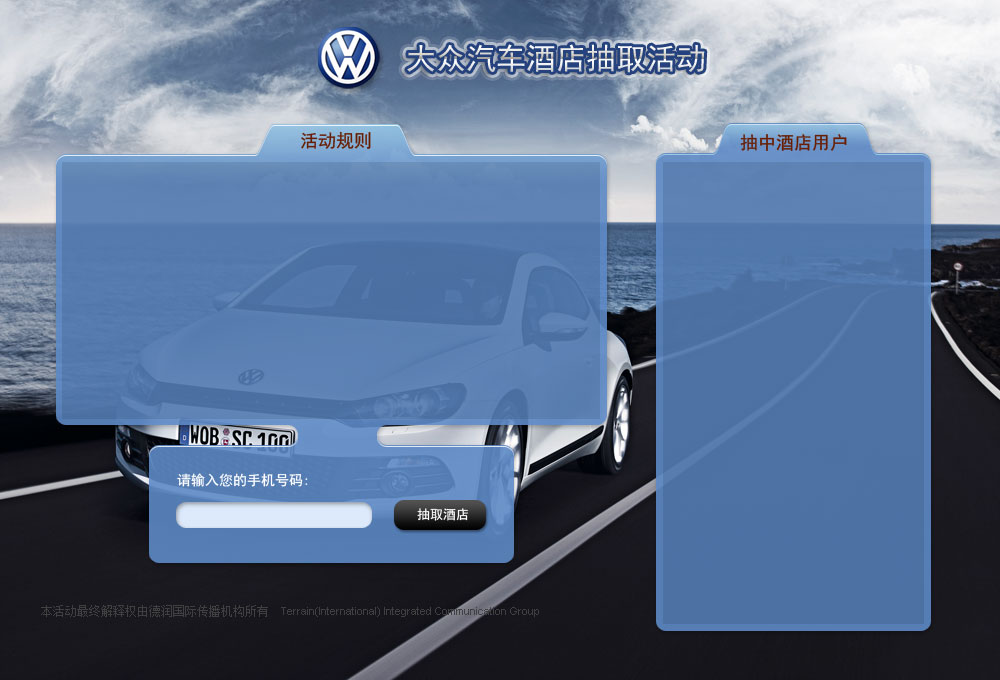 大众汽车酒店抽取活动
活动规则
抽中酒店用户
WOB SC 100
请输入您的手机号码:
抽取酒店
本活动最终解释权由德润国际传播机构所有 Terrain(International) Integrated Communication Group